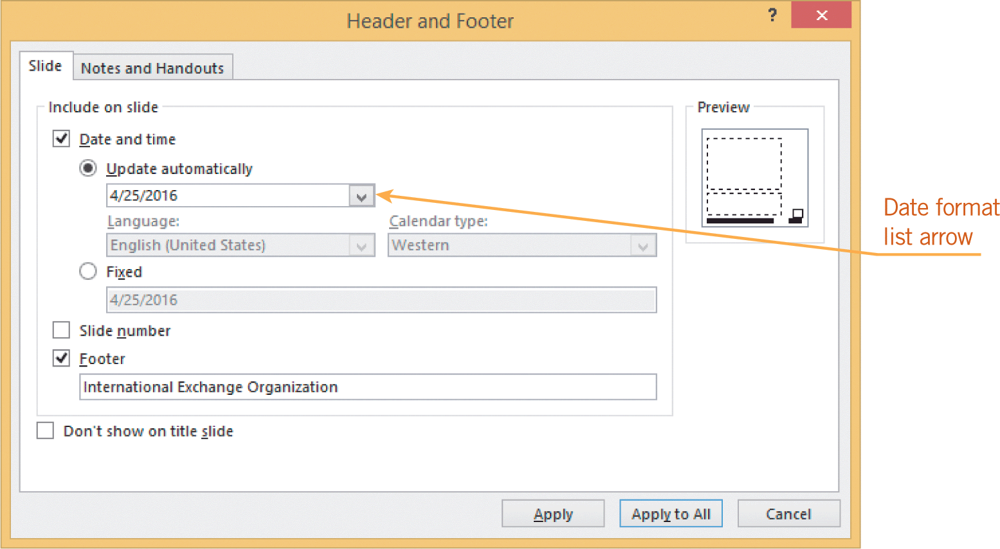 Header and Footer
?
Slide
Notes and Handouts
Include on slide
Preview
Date and time
Update automatically
4/25/2016
Language:
Calendar type:
English (United States)
Western
Fixed
4/25/2016
Slide number
Footer
International Exchange Organization
Don't show on title slide
Apply
Apply to All
Cancel
Date format
list arrow